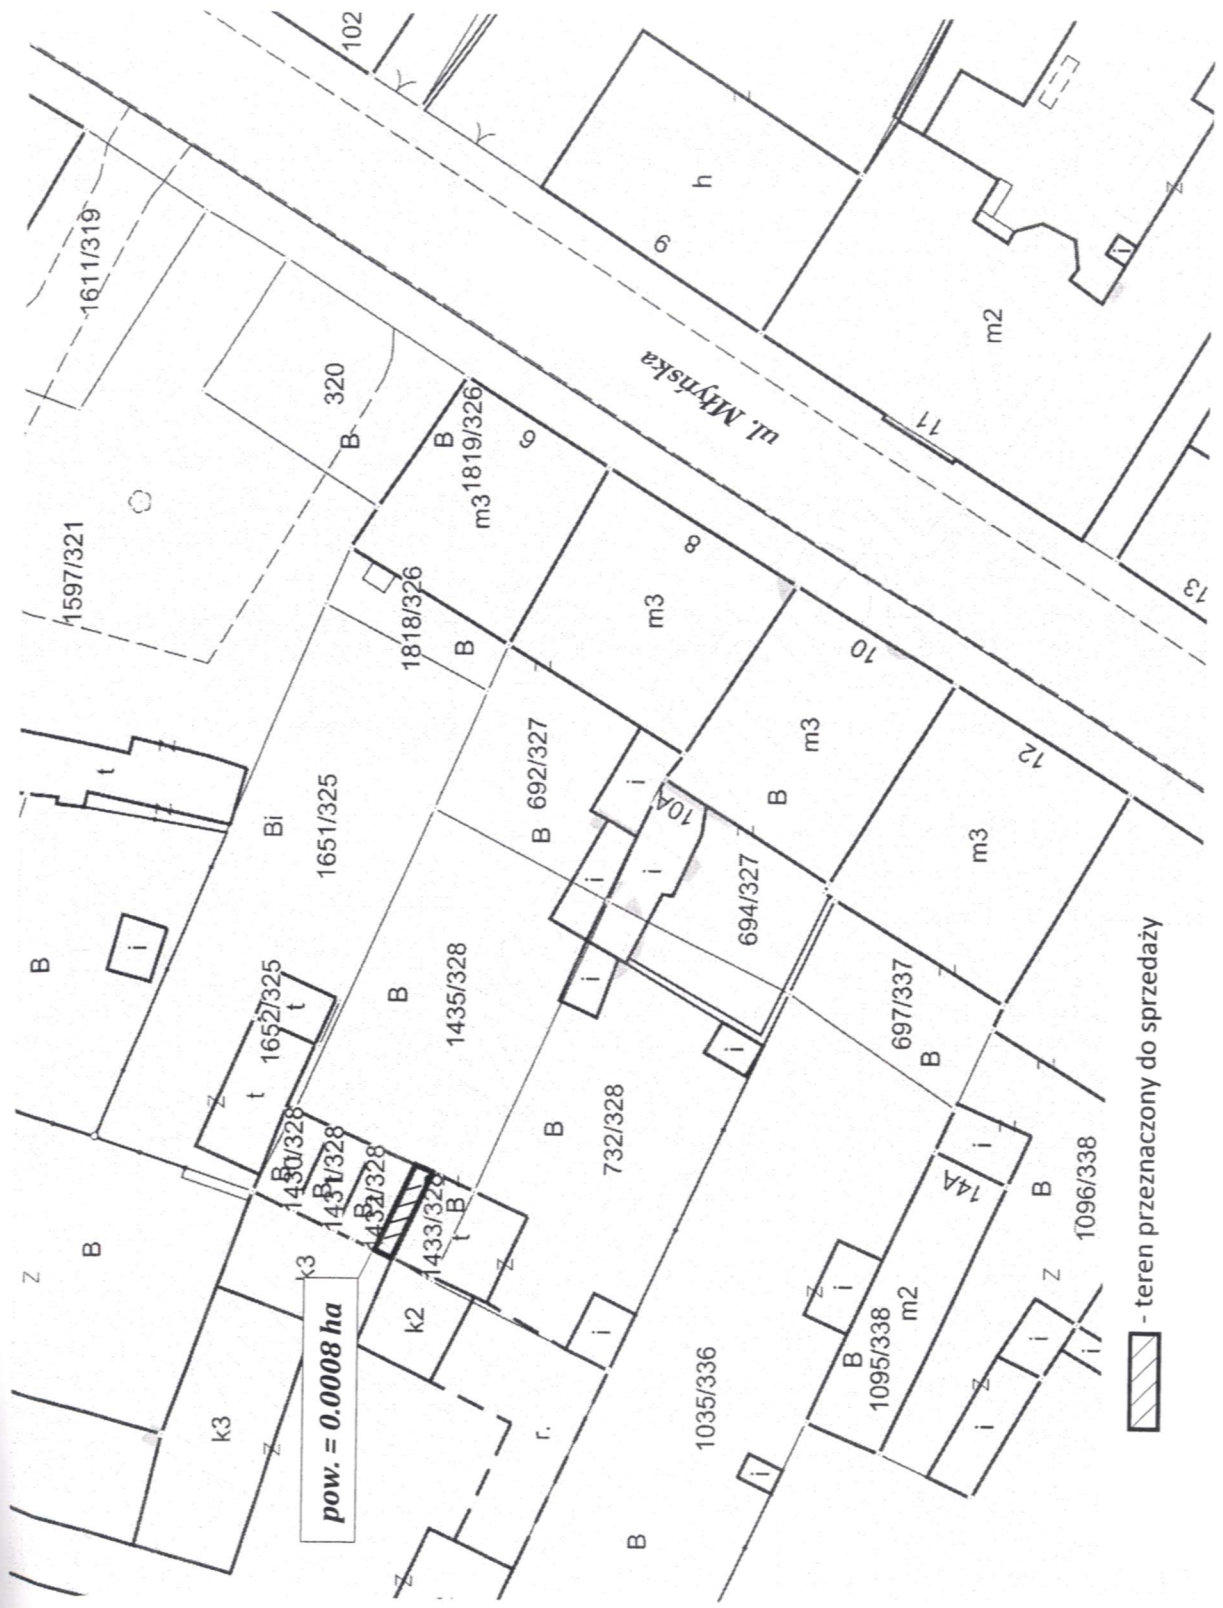 102
1611/319
h
9
i
m2
320
B
ul. Młyńska
11
B
1819/326
6
m3
1597/321
8
13
1818/326
B
m3
10
t
692/327
m3
12
Bi
1651/325
B
i
10A
B
m3
i
i
694/327
B
i
1652/325
t
B
1435/328
i
697/337
B
i
z
t
B
732/328
i
14A
B
1096/338
B
1430/328
B
1431/328
B
1432/328
B
1433/328
t
z
B
z
k3
k2
i
z
i
B
1095/338
m2
z
i
i
k3
z
pow. = 0.0008 ha
r.
1035/336
i
z
i
B
z
- teren przeznaczony do sprzedaży